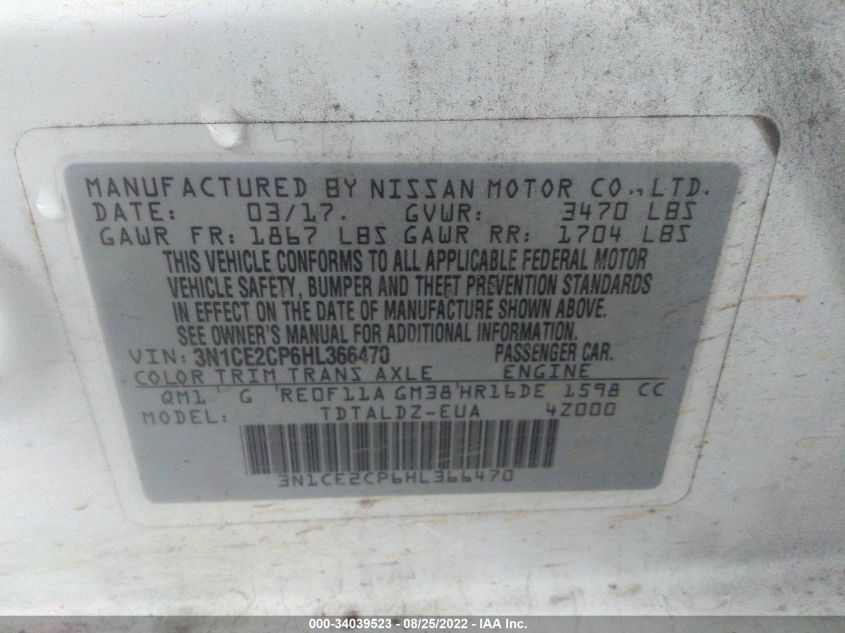 MANUFACTURED BY NISSAN MOTOR CO., LTD.
DATE: 03/17. GVWR: 3470 LBS
GAWR FR: 1867 LBS GAWR RR: 1704 LBS
THIS VEHICLE CONFORMS TO ALL APPLICABLE FEDERAL MOTOR
VEHICLE SAFETY, BUMPER AND THEFT PREVENTION STANDARDS
IN EFFECT ON THE DATE OF MANUFACTURE SHOWN ABOVE.
SEE OWNER'S MANUAL FOR ADDITIONAL INFORMATION.
VIN: 3N1CE2CP6HL366470 PASSENGER CAR.
COLOR TRIM TRANS AXLE ENGINE
QM1 G RE0F11A GM38 HR16DE 1598 CC
MODEL: TDTALDZ-EUA 4Z000
3N1CE2CP6HL366470
000-34039523 - 08/25/2022 - IAA Inc.